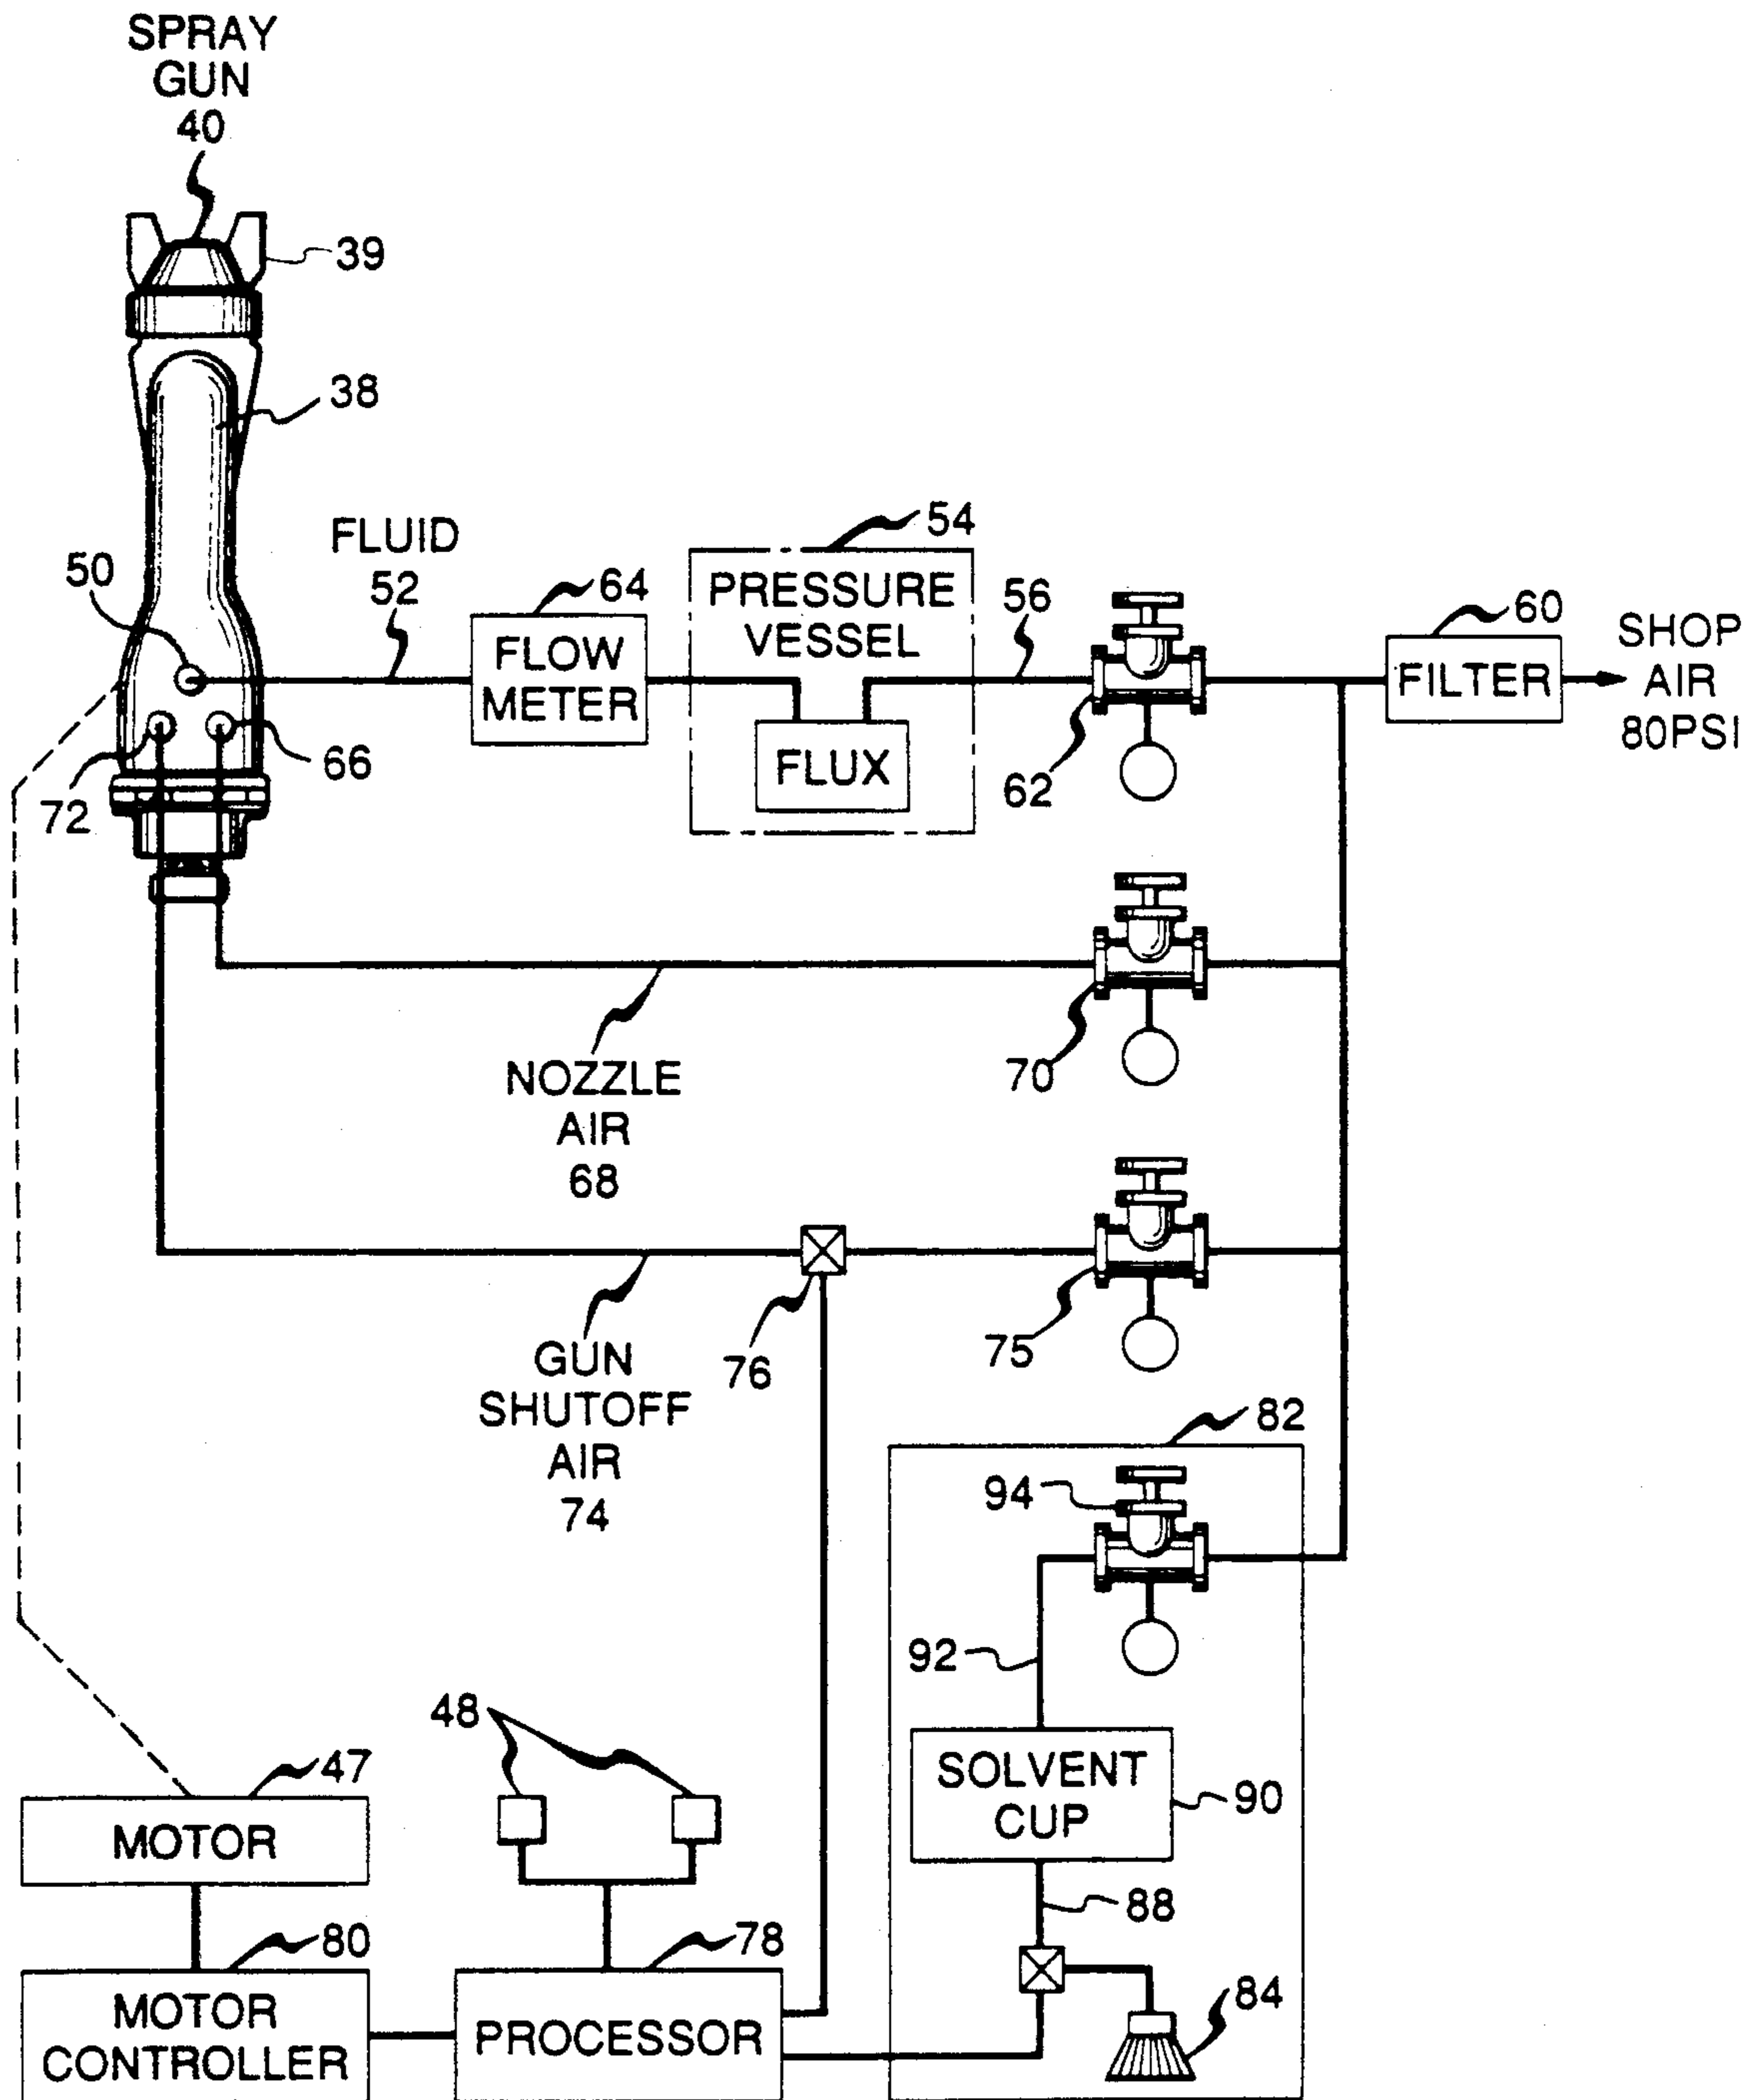 SPRAY
GUN
40
39
38
FLUID
52
50
64
FLOW
METER
54
PRESSURE
VESSEL
FLUX
56
62
60
FILTER
SHOP
AIR
80PSI
72
66
NOZZLE
AIR
68
70
GUN
SHUTOFF
AIR
74
76
75
82
94
92
SOLVENT
CUP
90
88
84
48
47
MOTOR
80
MOTOR
CONTROLLER
78
PROCESSOR